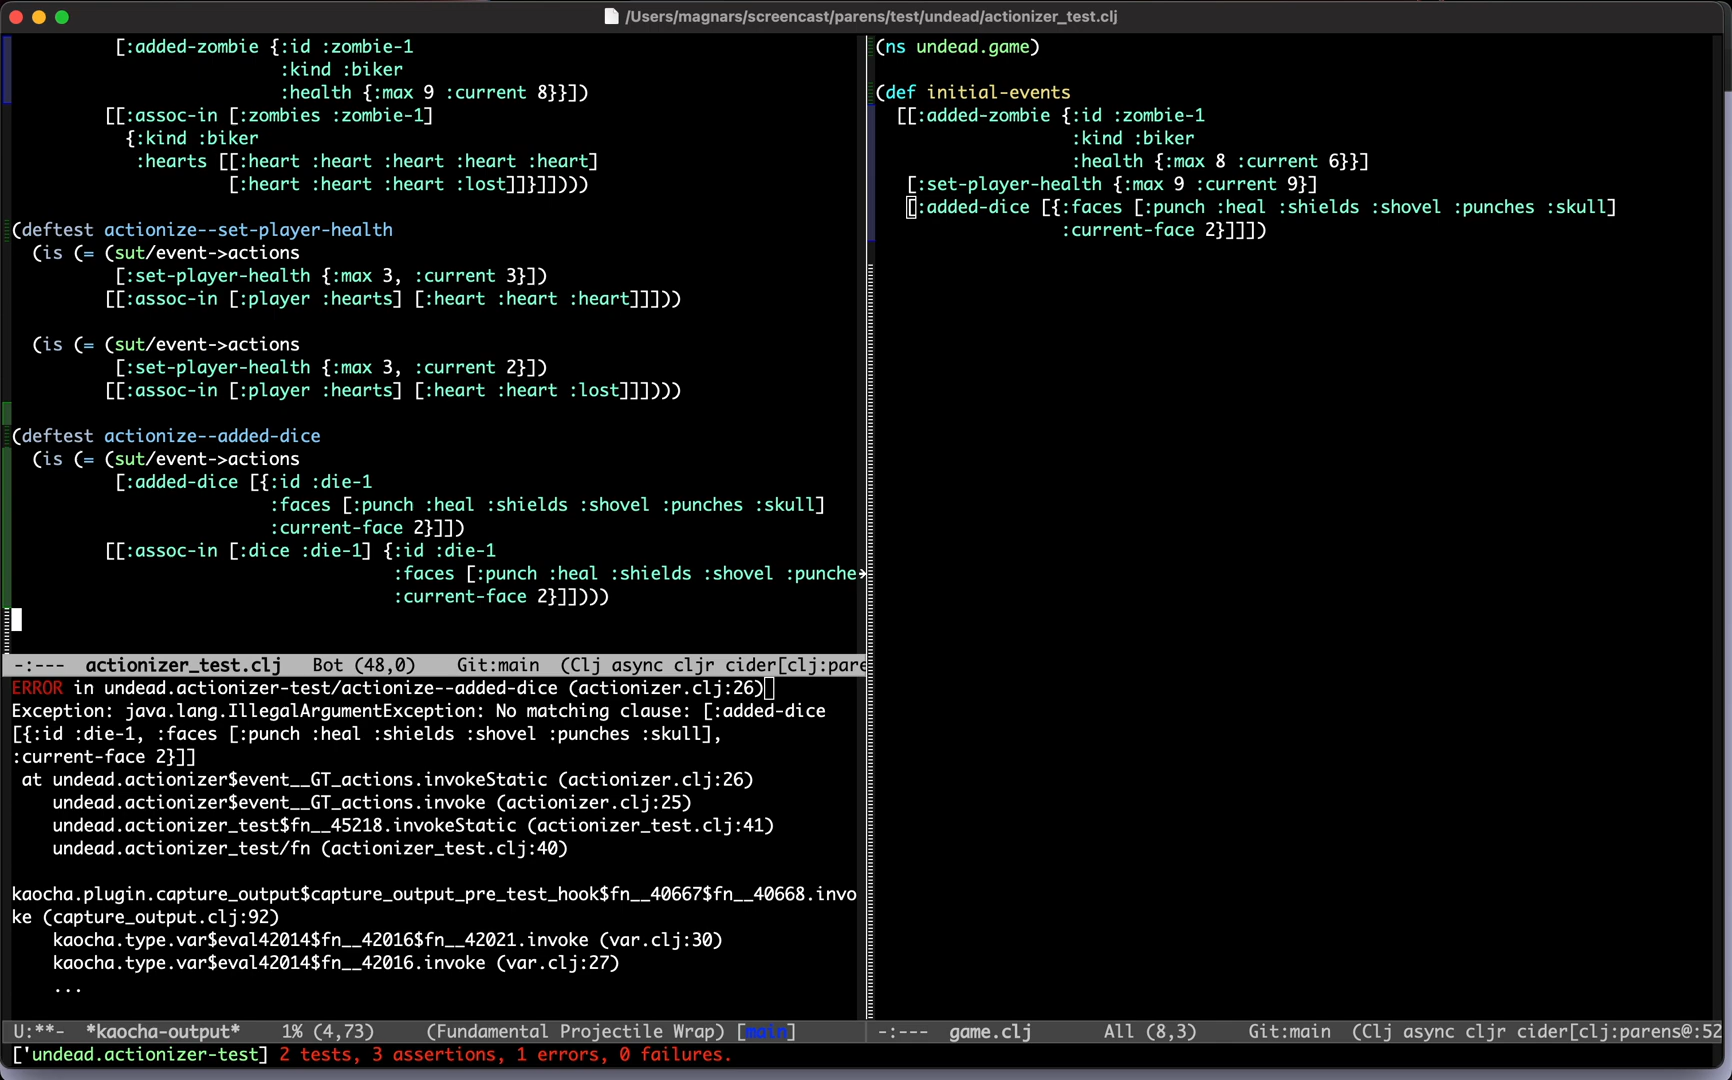 /Users/magnars/screencast/parens/test/undead/actionizer_test.clj
[:added-zombie {:id :zombie-1
:kind :biker
:health {:max 9 :current 8}}])
[[:assoc-in [:zombies :zombie-1]
{:kind :biker
:hearts [[:heart :heart :heart :heart :heart]
[:heart :heart :heart :lost]]}]])))
(deftest actionize--set-player-health
(is (= (sut/event->actions
[:set-player-health {:max 3, :current 3}])
[[:assoc-in [:player :hearts] [:heart :heart :heart]]]))
(is (= (sut/event->actions
[:set-player-health {:max 3, :current 2}])
[[:assoc-in [:player :hearts] [:heart :heart :lost]]])))
(deftest actionize--added-dice
(is (= (sut/event->actions
[:added-dice [{:id :die-1
:faces [:punch :heal :shields :shovel :punches :skull]
:current-face 2}]])
[[:assoc-in [:dice :die-1] {:id :die-1
:faces [:punch :heal :shields :shovel :punche
:current-face 2}]])))
-:--- actionizer_test.clj Bot (48,0) Git:main (Clj async cljr cider[clj:pare
ERROR in undead.actionizer-test/actionize--added-dice (actionizer.clj:26)
Exception: java.lang.IllegalArgumentException: No matching clause: [:added-dice
[{:id :die-1, :faces [:punch :heal :shields :shovel :punches :skull],
:current-face 2}]]
at undead.actionizer$event__GT_actions.invokeStatic (actionizer.clj:26)
undead.actionizer$event__GT_actions.invoke (actionizer.clj:25)
undead.actionizer_test$fn__45218.invokeStatic (actionizer_test.clj:41)
undead.actionizer_test/fn (actionizer_test.clj:40)
kaocha.plugin.capture_output$capture_output_pre_test_hook$fn__40667$fn__40668.invo
ke (capture_output.clj:92)
kaocha.type.var$eval42014$fn__42016$fn__42021.invoke (var.clj:30)
kaocha.type.var$eval42014$fn__42016.invoke (var.clj:27)
...
U:**- *kaocha-output* 1% (4,73) (Fundamental Projectile Wrap) [main]
(ns undead.game)
(def initial-events
[[:added-zombie {:id :zombie-1
:kind :biker
:health {:max 8 :current 6}}]
[:set-player-health {:max 9 :current 9}]
[:added-dice [{:faces [:punch :heal :shields :shovel :punches :skull]
:current-face 2}]]])
-:--- game.clj All (8,3) Git:main (Clj async cljr cider[clj:parens@:52
['undead.actionizer-test] 2 tests, 3 assertions, 1 errors, 0 failures.